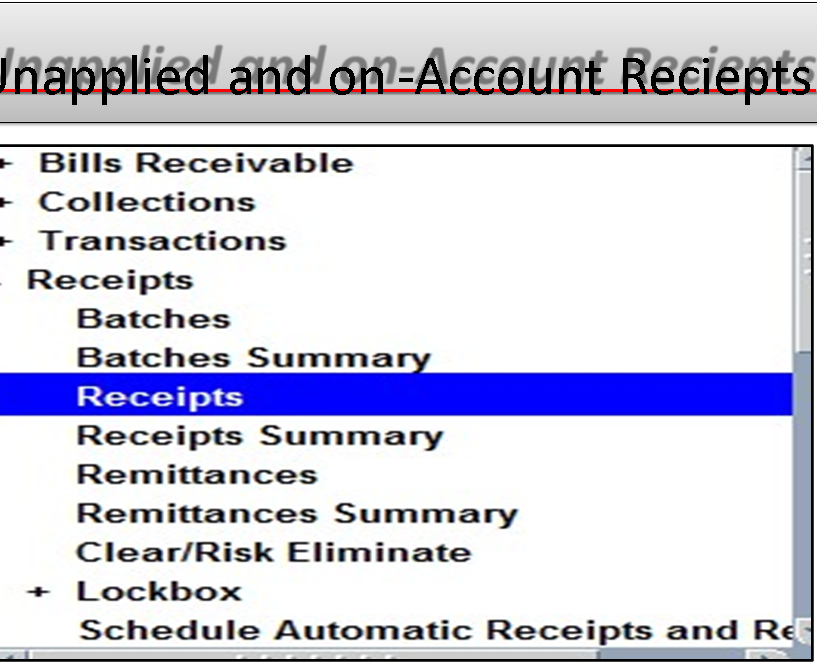 Unapplied and on-Account Reciepts
+ Bills Receivable
+ Collections
+ Transactions
- Receipts
Batches
Batches Summary
Receipts
Receipts Summary
Remittances
Remittances Summary
Clear/Risk Eliminate
+ Lockbox
Schedule Automatic Receipts and Re